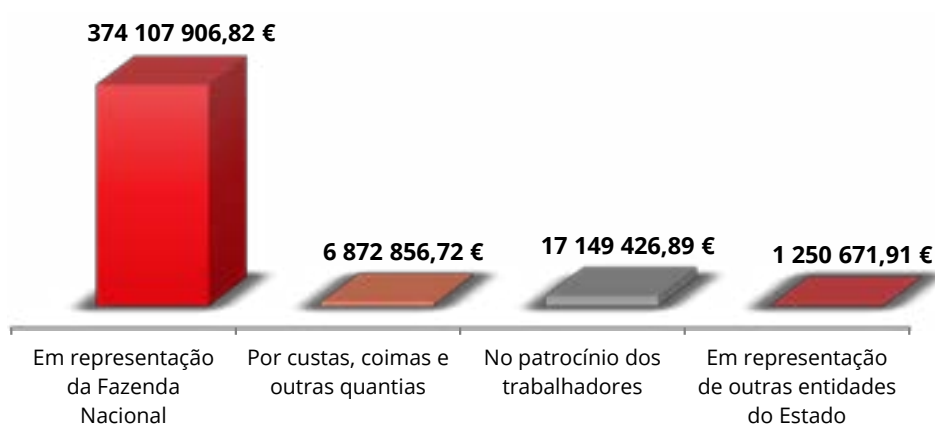 374 107 906,82 €
6 872 856,72 €
17 149 426,89 €
1 250 671,91 €
Em representação
da Fazenda
Nacional
Por custas, coimas e
outras quantias
No patrocínio dos
trabalhadores
Em representação
de outras entidades
do Estado